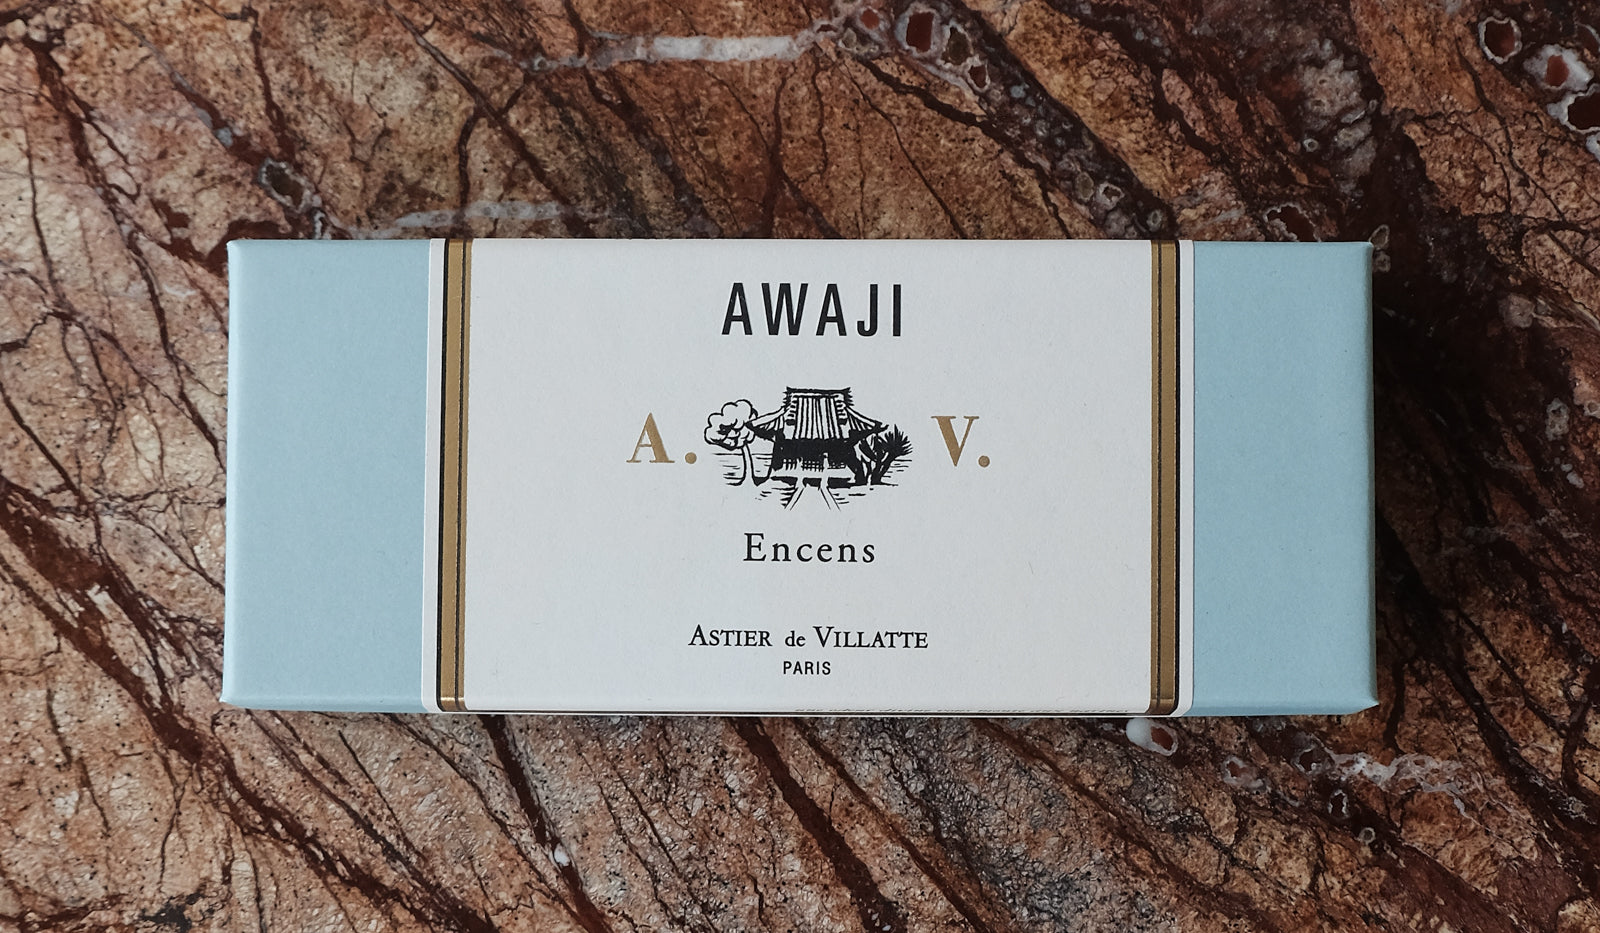 AWAJI
A. V.
Encens
ASTIER de VILLATTE
PARIS